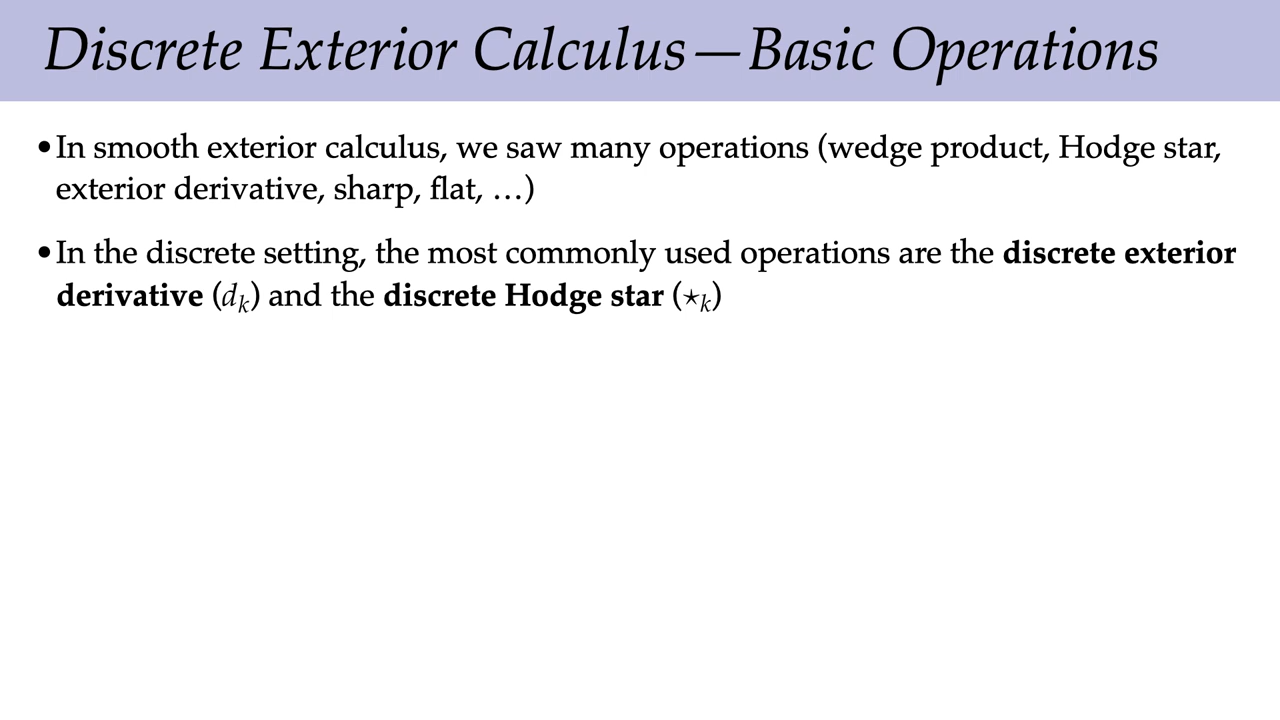 Discrete Exterior Calculus—Basic Operations
•In smooth exterior calculus, we saw many operations (wedge product, Hodge star,
exterior derivative, sharp, flat, …)
•In the discrete setting, the most commonly used operations are the discrete exterior
derivative (dₖ) and the discrete Hodge star (⋆ₖ)